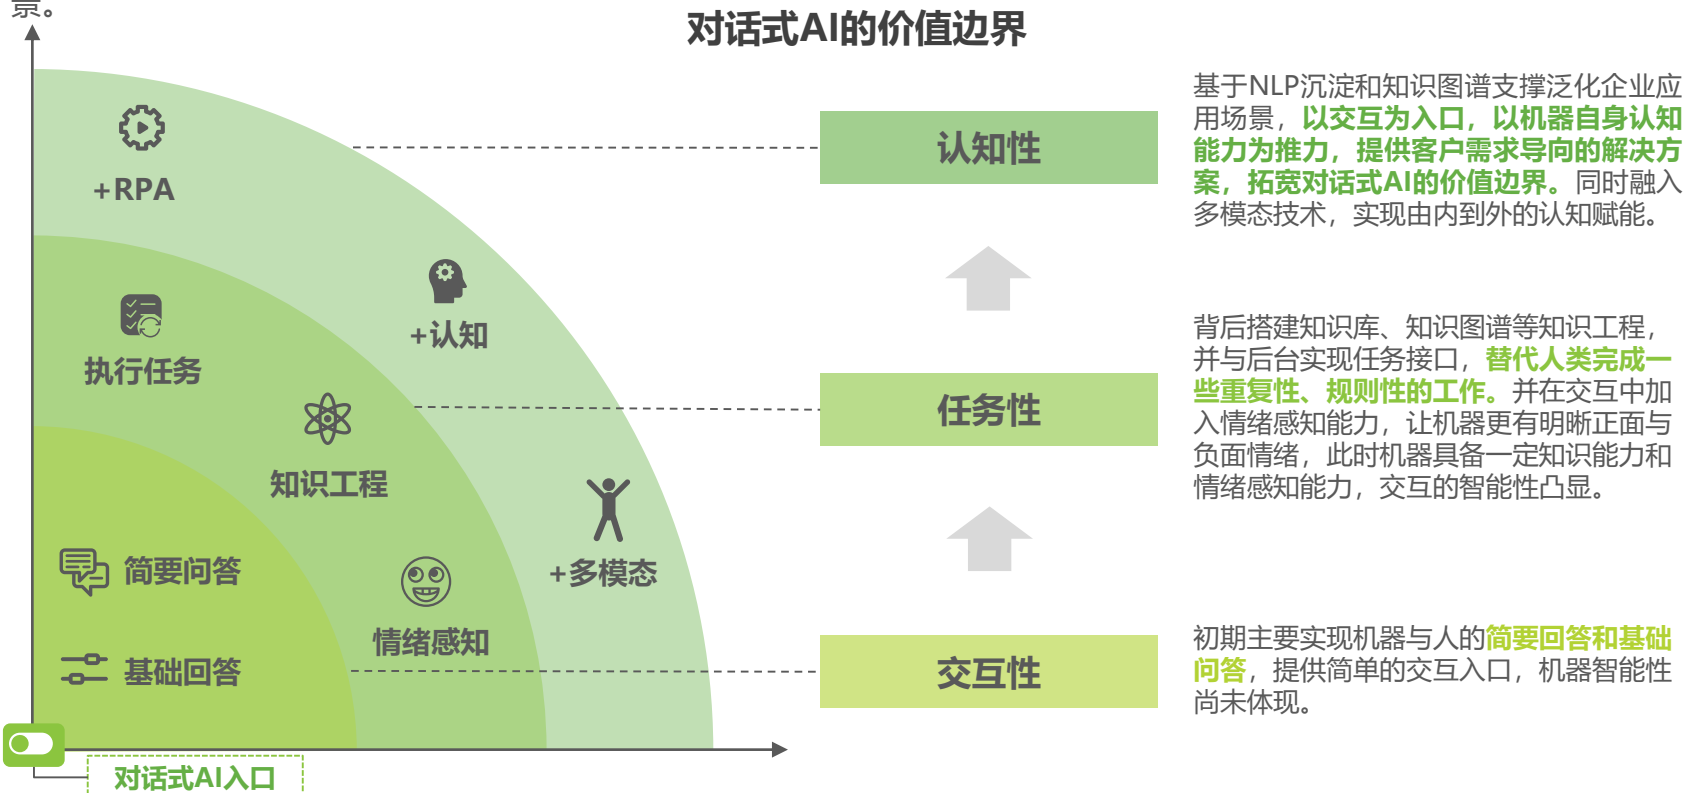 景。
对话式AI的价值边界
+RPA
+认知
+多模态
执行任务
知识工程
情绪感知
简要问答
基础回答
对话式AI入口
认知性
基于NLP沉淀和知识图谱支撑泛化企业应
用场景，以交互为入口，以机器自身认知
能力为推力，提供客户需求导向的解决方
案，拓宽对话式AI的价值边界。同时融入
多模态技术，实现由内到外的认知赋能。
任务性
背后搭建知识库、知识图谱等知识工程，
并与后台实现任务接口，替代人类完成一
些重复性、规则性的工作。并在交互中加
入情绪感知能力，让机器更有明晰正面与
负面情绪，此时机器具备一定知识能力和
情绪感知能力，交互的智能性凸显。
交互性
初期主要实现机器与人的简要回答和基础
问答，提供简单的交互入口，机器智能性
尚未体现。